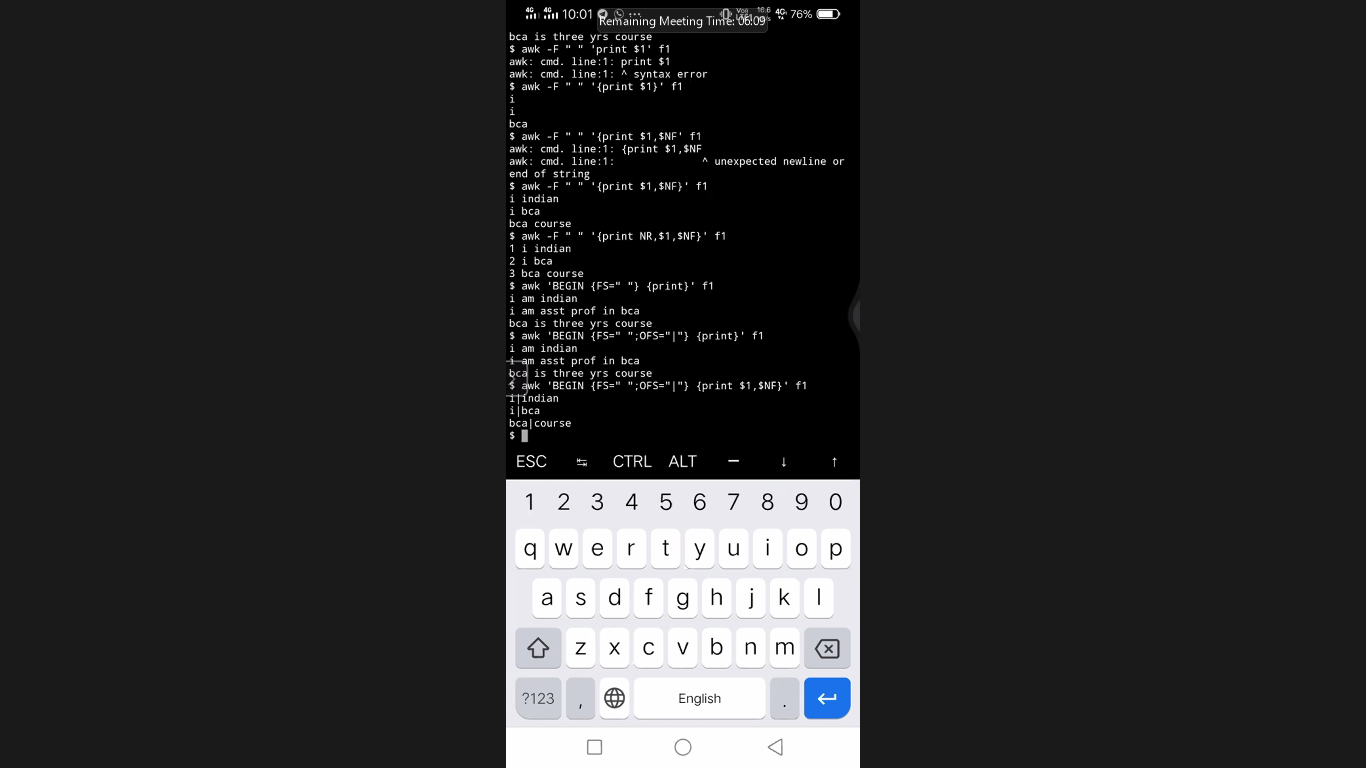 4G 4G 10:01 4G 76%
Remaining Meeting Time: 06:09
bca is three yrs course
$ awk -F " " 'print $1' f1
awk: cmd. line:1: print $1
awk: cmd. line:1: ^ syntax error
$ awk -F " " '{print $1}' f1
i
i
bca
$ awk -F " " '{print $1,$NF' f1
awk: cmd. line:1: {print $1,$NF
awk: cmd. line:1:              ^ unexpected newline or
end of string
$ awk -F " " '{print $1,$NF}' f1
i indian
i bca
bca course
$ awk -F " " '{print NR,$1,$NF}' f1
1 i indian
2 i bca
3 bca course
$ awk 'BEGIN {FS=" "} {print}' f1
i am indian
i am asst prof in bca
bca is three yrs course
$ awk 'BEGIN {FS=" ";OFS="|"} {print}' f1
i am indian
i am asst prof in bca
bca is three yrs course
$ awk 'BEGIN {FS=" ";OFS="|"} {print $1,$NF}' f1
i|indian
i|bca
bca|course
$
ESC ↹ CTRL ALT — ↓ ↑
1 2 3 4 5 6 7 8 9 0
q w e r t y u i o p
a s d f g h j k l
z x c v b n m
?123 , English .